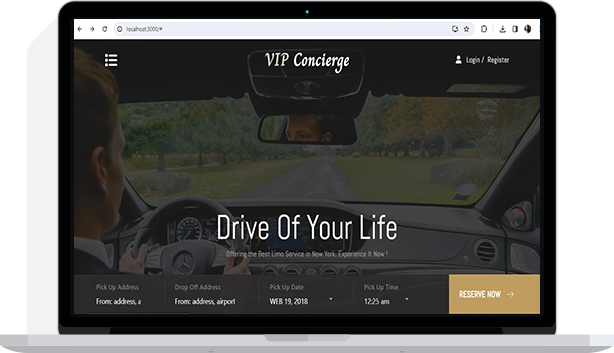 localhost:3000/#
VIP Concierge
Login / Register
Drive Of Your Life
Offering the Best Limo Service in New York. Experience It Now !
Pick Up Address
Drop Off Address
Pick Up Date
Pick Up Time
From: address, a
From: address, airport
WEB 19, 2018
12:25 am
RESERVE NOW